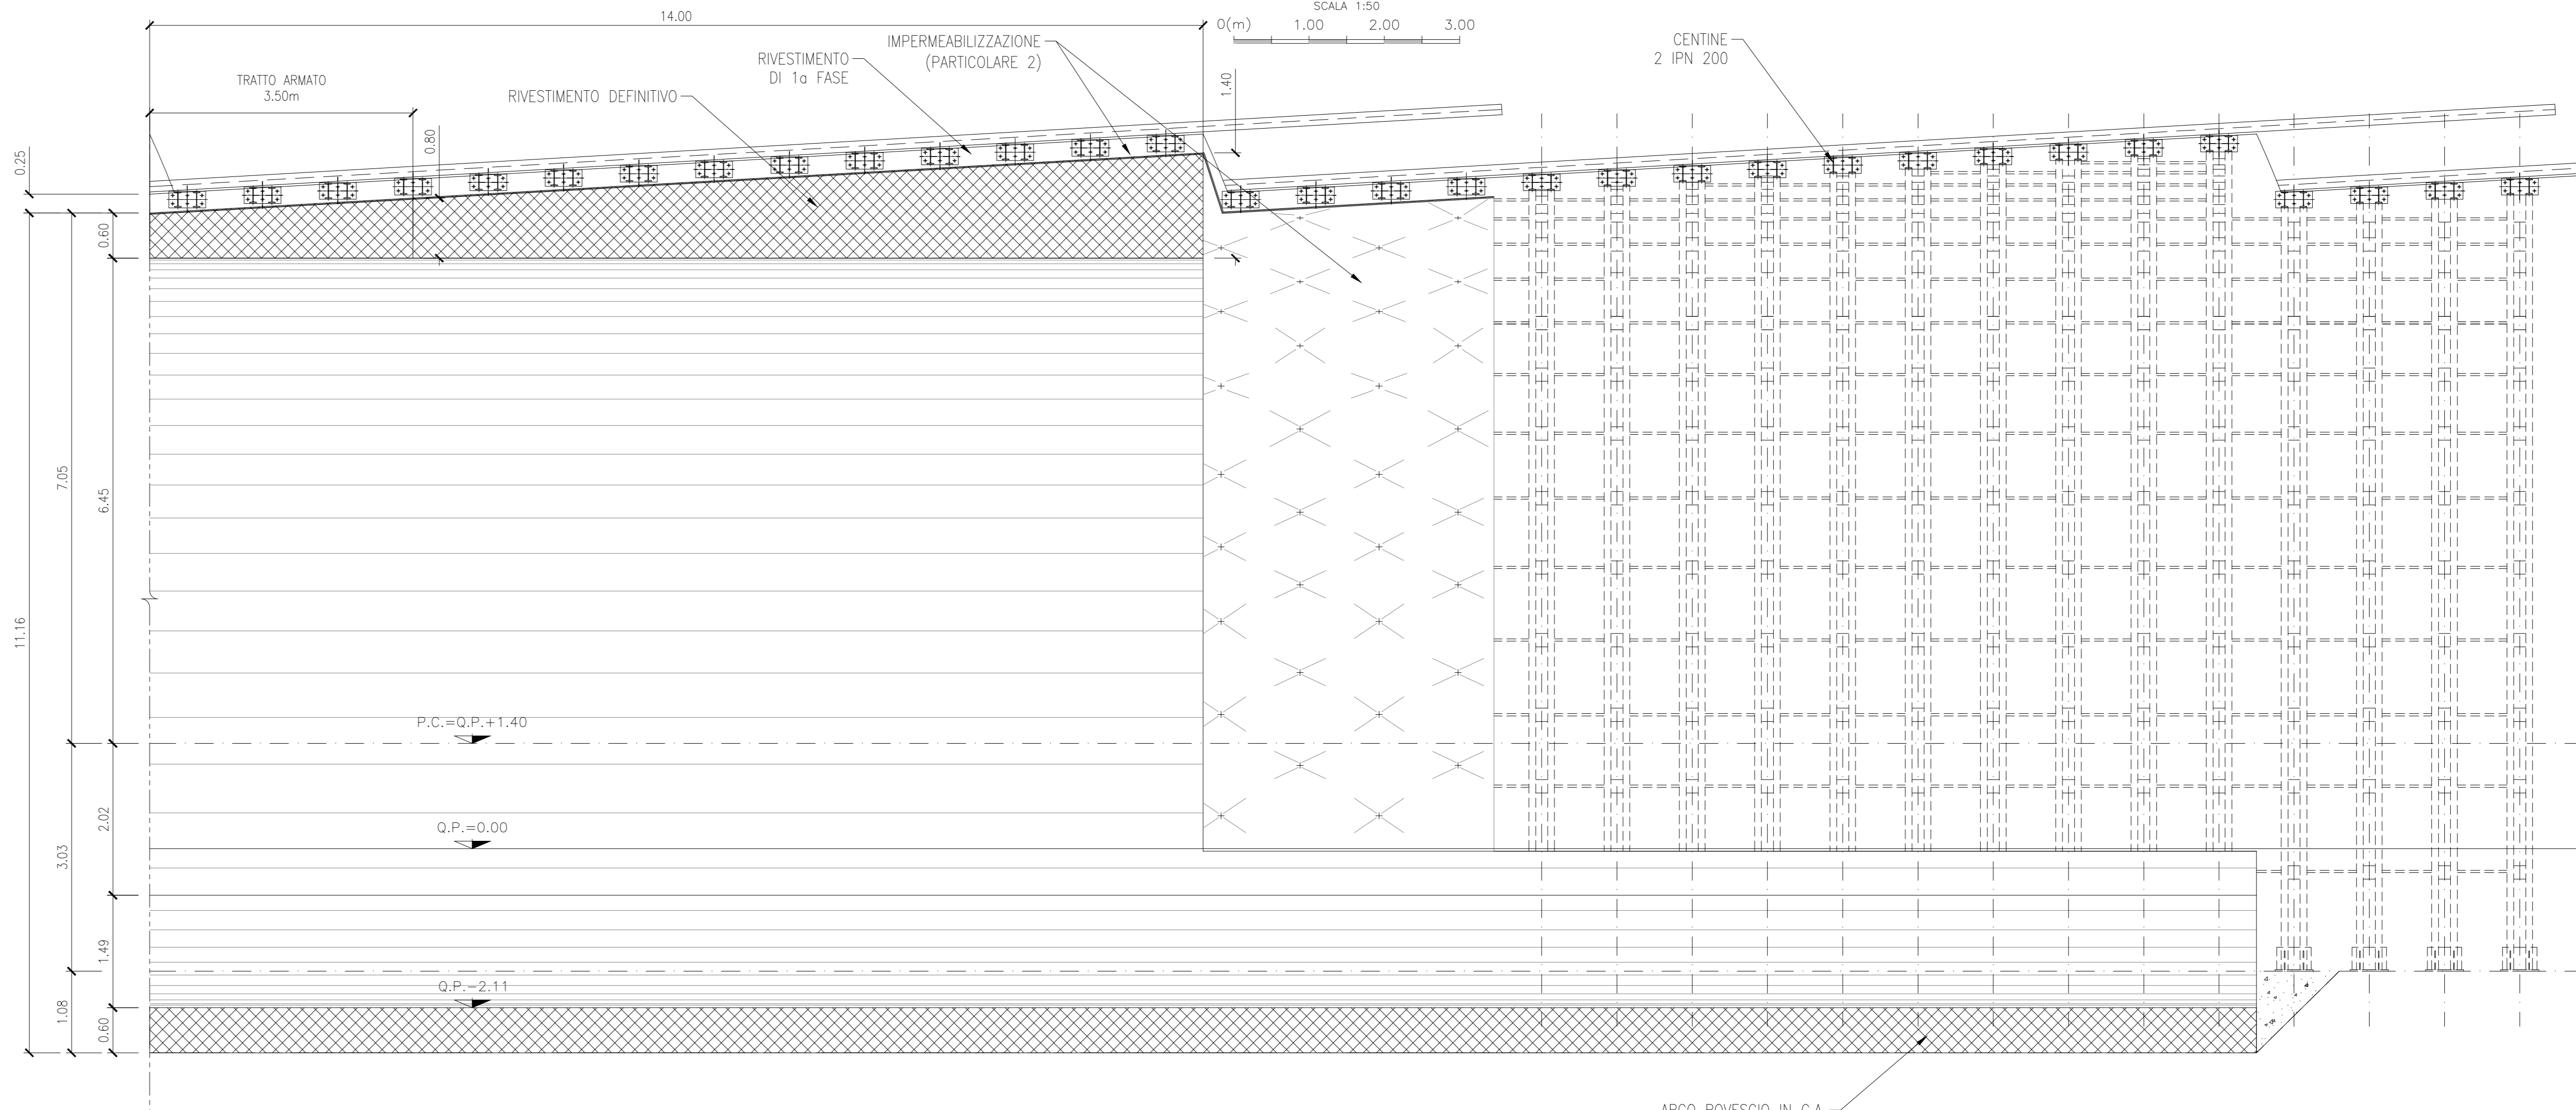 SCALA 1:50
0(m) 1.00 2.00 3.00
14.00
IMPERMEABILIZZAZIONE
(PARTICOLARE 2)
RIVESTIMENTO
DI 1a FASE
RIVESTIMENTO DEFINITIVO
TRATTO ARMATO
3.50m
CENTINE
2 IPN 200
1.40
0.80
0.25
0.60
7.05
6.45
11.16
P.C.=Q.P.+1.40
2.02
Q.P.=0.00
3.03
1.49
Q.P.-2.11
1.08
0.60
ARCO ROVESCIO IN C.A.